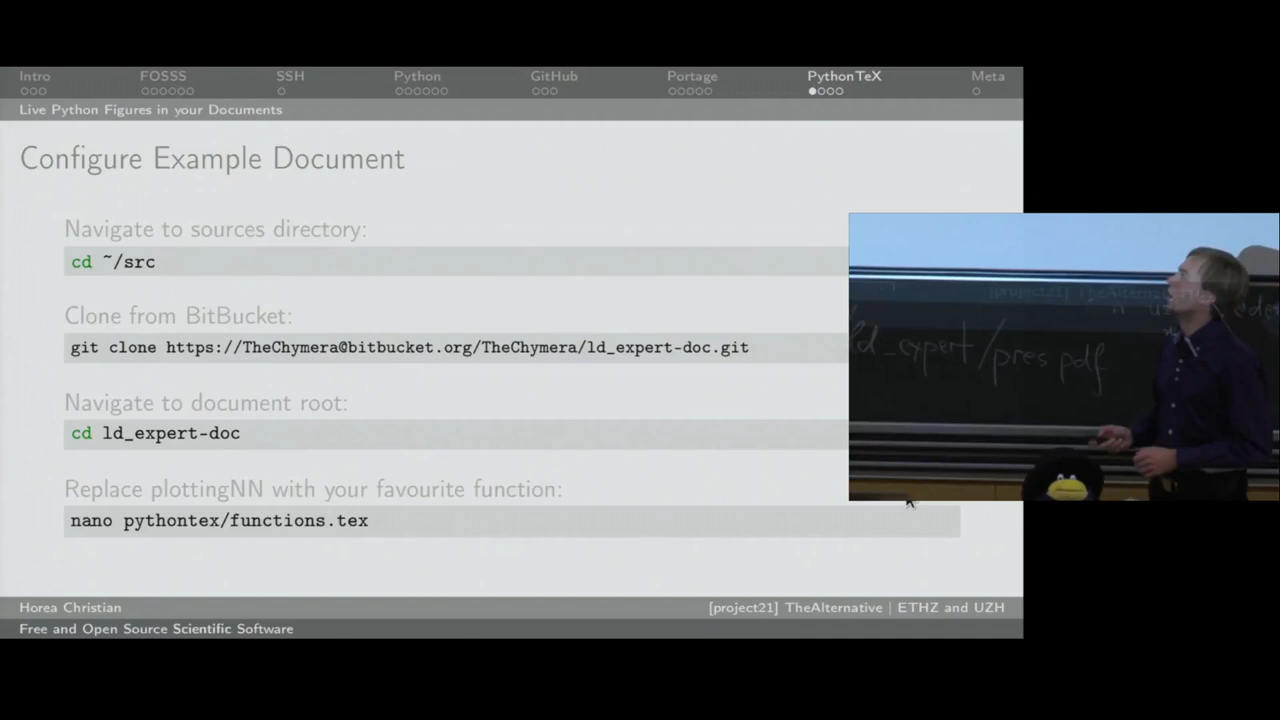 Intro FOSSS SSH Python GitHub Portage PythonTeX Meta
Live Python Figures in your Documents
Configure Example Document
Navigate to sources directory:
cd ~/src
Clone from BitBucket:
git clone https://TheChymera@bitbucket.org/TheChymera/ld_expert-doc.git
Navigate to document root:
cd ld_expert-doc
Replace plottingNN with your favourite function:
nano pythontex/functions.tex
ld_expert/pres pdf
Horea Christian [project21] TheAlternative | ETHZ and UZH
Free and Open Source Scientific Software